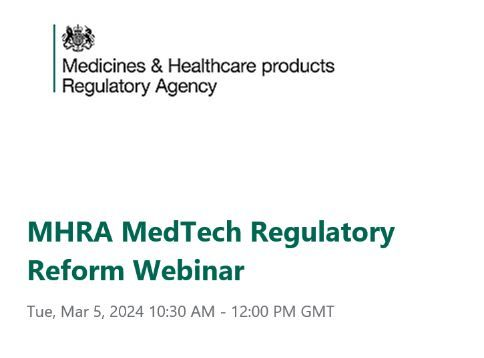 Medicines & Healthcare products
Regulatory Agency
MHRA MedTech Regulatory
Reform Webinar
Tue, Mar 5, 2024 10:30 AM - 12:00 PM GMT